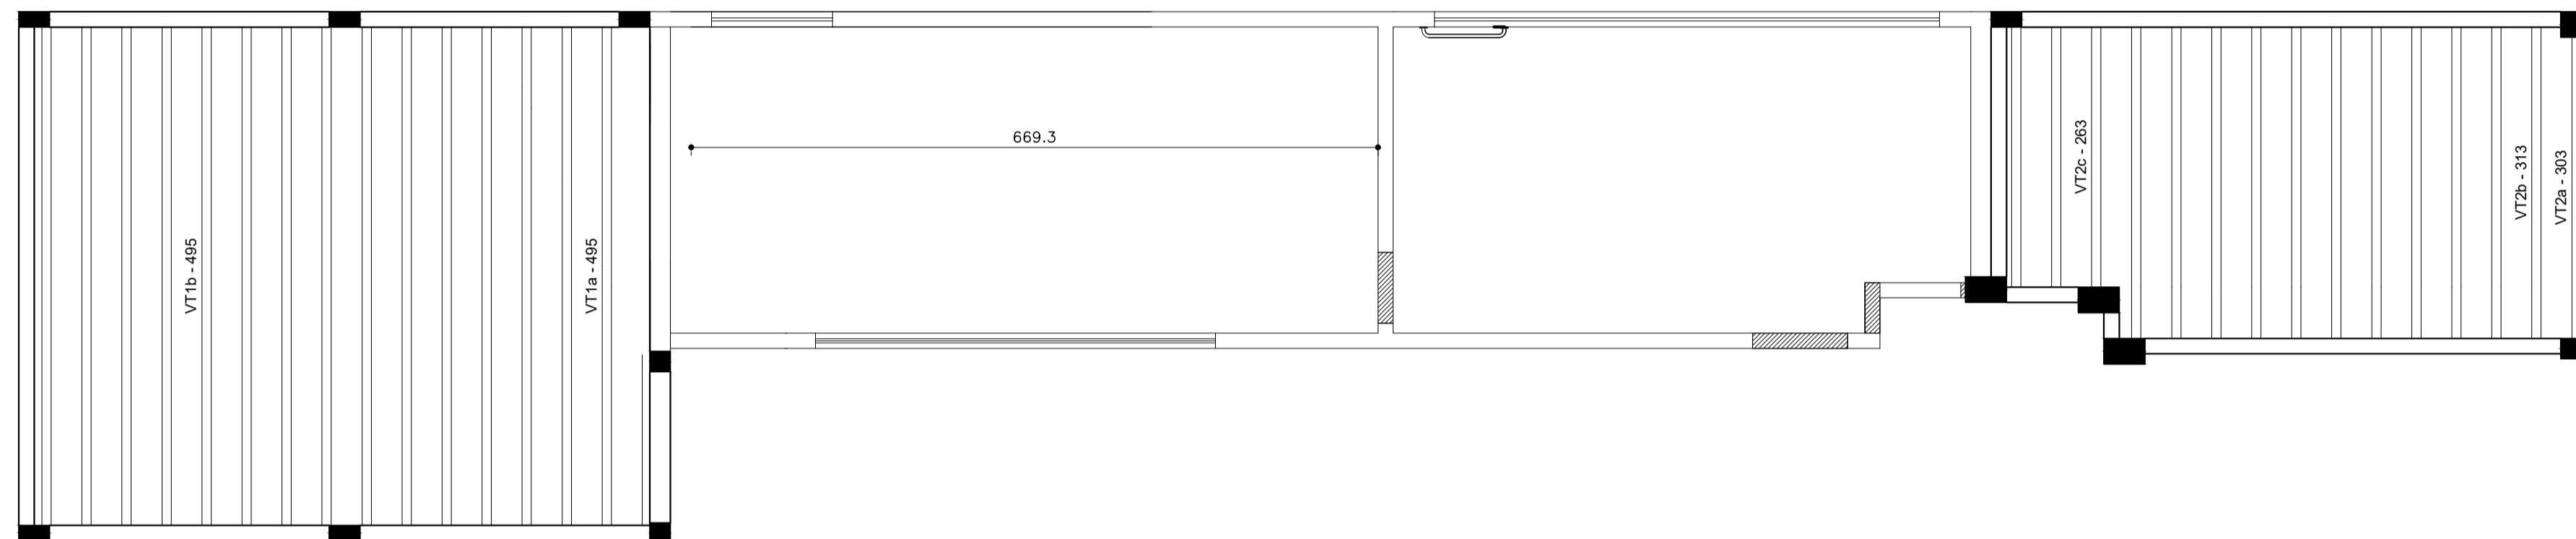 669.3
VT1b - 495
VT1a - 495
VT2c - 263
VT2b - 313
VT2a - 303